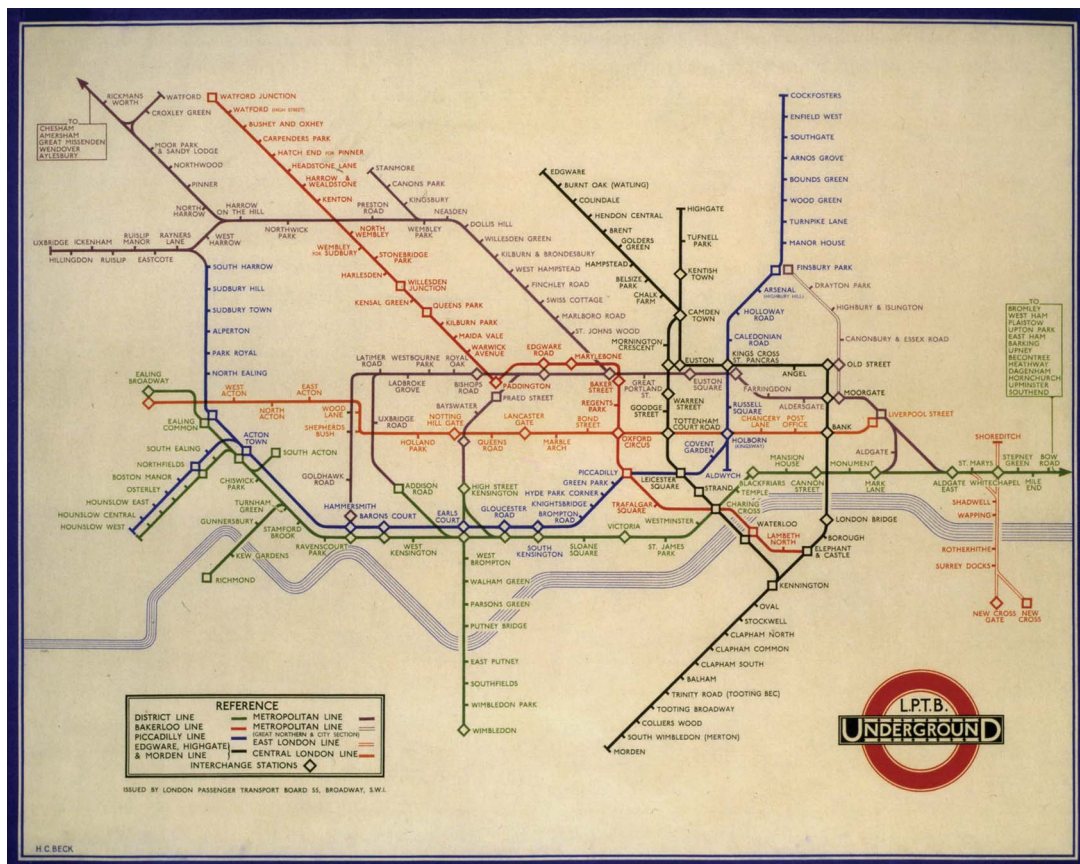 RICKMANS
WORTH
WATFORD
CROXLEY GREEN
TO
CHESHAM
AMERSHAM
GREAT MISSENDEN
WENDOVER
AYLESBURY
MOOR PARK
& SANDY LODGE
NORTHWOOD
PINNER
NORTH
HARROW
HARROW
ON THE HILL
NORTHWICK
PARK
PRESTON
ROAD
WEMBLEY
PARK
NEASDEN
STANMORE
CANONS PARK
KINGSBURY
DOLLIS HILL
WILLESDEN GREEN
KILBURN & BRONDESBURY
WEST HAMPSTEAD
FINCHLEY ROAD
SWISS COTTAGE
MARLBORO ROAD
ST. JOHNS WOOD
UXBRIDGE
ICKENHAM
RUISLIP
MANOR
RAYNERS
LANE
WEST
HARROW
HILLINGDON
RUISLIP
EASTCOTE
WATFORD JUNCTION
WATFORD (HIGH STREET)
BUSHEY AND OXHEY
CARPENDERS PARK
HATCH END FOR PINNER
HEADSTONE LANE
HARROW &
WEALDSTONE
KENTON
NORTH
WEMBLEY
WEMBLEY
FOR SUDBURY
STONEBRIDGE
PARK
HARLESDEN
WILLESDEN
JUNCTION
KENSAL GREEN
QUEENS PARK
KILBURN PARK
MAIDA VALE
WARWICK
AVENUE
PADDINGTON
EDGWARE
ROAD
MARYLEBONE
BAKER
STREET
REGENTS
PARK
OXFORD
CIRCUS
PICCADILLY
TRAFALGAR
SQUARE
CHARING
CROSS
WATERLOO
LAMBETH
NORTH
ELEPHANT
& CASTLE
EDGWARE
BURNT OAK (WATLING)
COLINDALE
HENDON CENTRAL
BRENT
GOLDERS
GREEN
HAMPSTEAD
BELSIZE
PARK
CHALK
FARM
HIGHGATE
TUFNELL
PARK
KENTISH
TOWN
CAMDEN
TOWN
MORNINGTON
CRESCENT
EUSTON
WARREN
STREET
GOODGE
STREET
TOTTENHAM
COURT ROAD
LEICESTER
SQUARE
STRAND
KINGS CROSS
ST. PANCRAS
ANGEL
OLD STREET
MOORGATE
BANK
LONDON BRIDGE
BOROUGH
KENNINGTON
OVAL
STOCKWELL
CLAPHAM NORTH
CLAPHAM COMMON
CLAPHAM SOUTH
BALHAM
TRINITY ROAD (TOOTING BEC)
TOOTING BROADWAY
COLLIERS WOOD
SOUTH WIMBLEDON (MERTON)
MORDEN
COCKFOSTERS
ENFIELD WEST
SOUTHGATE
ARNOS GROVE
BOUNDS GREEN
WOOD GREEN
TURNPIKE LANE
MANOR HOUSE
FINSBURY PARK
ARSENAL
(HIGHBURY HILL)
HOLLOWAY
ROAD
CALEDONIAN
ROAD
DRAYTON PARK
HIGHBURY & ISLINGTON
CANONBURY & ESSEX ROAD
RUSSELL
SQUARE
HOLBORN
(KINGSWAY)
COVENT
GARDEN
ALDWYCH
GREEN PARK
HYDE PARK CORNER
KNIGHTSBRIDGE
BROMPTON
ROAD
SOUTH
KENSINGTON
GLOUCESTER
ROAD
EARLS
COURT
BARONS COURT
HAMMERSMITH
SOUTH HARROW
SUDBURY HILL
SUDBURY TOWN
ALPERTON
PARK ROYAL
NORTH EALING
EALING
BROADWAY
EALING
COMMON
WEST
ACTON
NORTH
ACTON
EAST
ACTON
WOOD
LANE
SHEPHERDS
BUSH
HOLLAND
PARK
NOTTING
HILL GATE
QUEENS
ROAD
LANCASTER
GATE
MARBLE
ARCH
BOND
STREET
CHANCERY
LANE
POST
OFFICE
LIVERPOOL STREET
LATIMER
ROAD
LADBROKE
GROVE
WESTBOURNE
PARK
ROYAL
OAK
BISHOPS
ROAD
PRAED STREET
BAYSWATER
UXBRIDGE
ROAD
GOLDHAWK
ROAD
GREAT
PORTLAND
ST.
EUSTON
SQUARE
FARRINGDON
ALDERSGATE
ALDGATE
ADDISON
ROAD
HIGH STREET
KENSINGTON
ACTON
TOWN
SOUTH ACTON
SOUTH EALING
NORTHFIELDS
BOSTON MANOR
OSTERLEY
HOUNSLOW EAST
HOUNSLOW CENTRAL
HOUNSLOW WEST
CHISWICK
PARK
TURNHAM
GREEN
STAMFORD
BROOK
RAVENSCOURT
PARK
GUNNERSBURY
KEW GARDENS
RICHMOND
WEST
KENSINGTON
WEST
BROMPTON
WALHAM GREEN
PARSONS GREEN
PUTNEY BRIDGE
EAST PUTNEY
SOUTHFIELDS
WIMBLEDON PARK
WIMBLEDON
SLOANE
SQUARE
VICTORIA
ST. JAMES
PARK
WESTMINSTER
TEMPLE
BLACKFRIARS
MANSION
HOUSE
CANNON
STREET
MONUMENT
MARK
LANE
ALDGATE
EAST
ST. MARYS
WHITECHAPEL
STEPNEY
GREEN
MILE
END
BOW
ROAD
TO
BROMLEY
WEST HAM
PLAISTOW
UPTON PARK
EAST HAM
BARKING
UPNEY
BECONTREE
HEATHWAY
DAGENHAM
HORNCHURCH
UPMINSTER
SOUTHEND
SHOREDITCH
SHADWELL
WAPPING
ROTHERHITHE
SURREY DOCKS
NEW CROSS
GATE
NEW
CROSS
REFERENCE
DISTRICT LINE
BAKERLOO LINE
PICCADILLY LINE
EDGWARE, HIGHGATE
& MORDEN LINE
METROPOLITAN LINE
METROPOLITAN LINE
(GREAT NORTHERN & CITY SECTION)
EAST LONDON LINE
CENTRAL LONDON LINE
INTERCHANGE STATIONS
ISSUED BY LONDON PASSENGER TRANSPORT BOARD 55, BROADWAY, S.W.1.
L.P.T.B.
UNDERGROUND
H.C.BECK